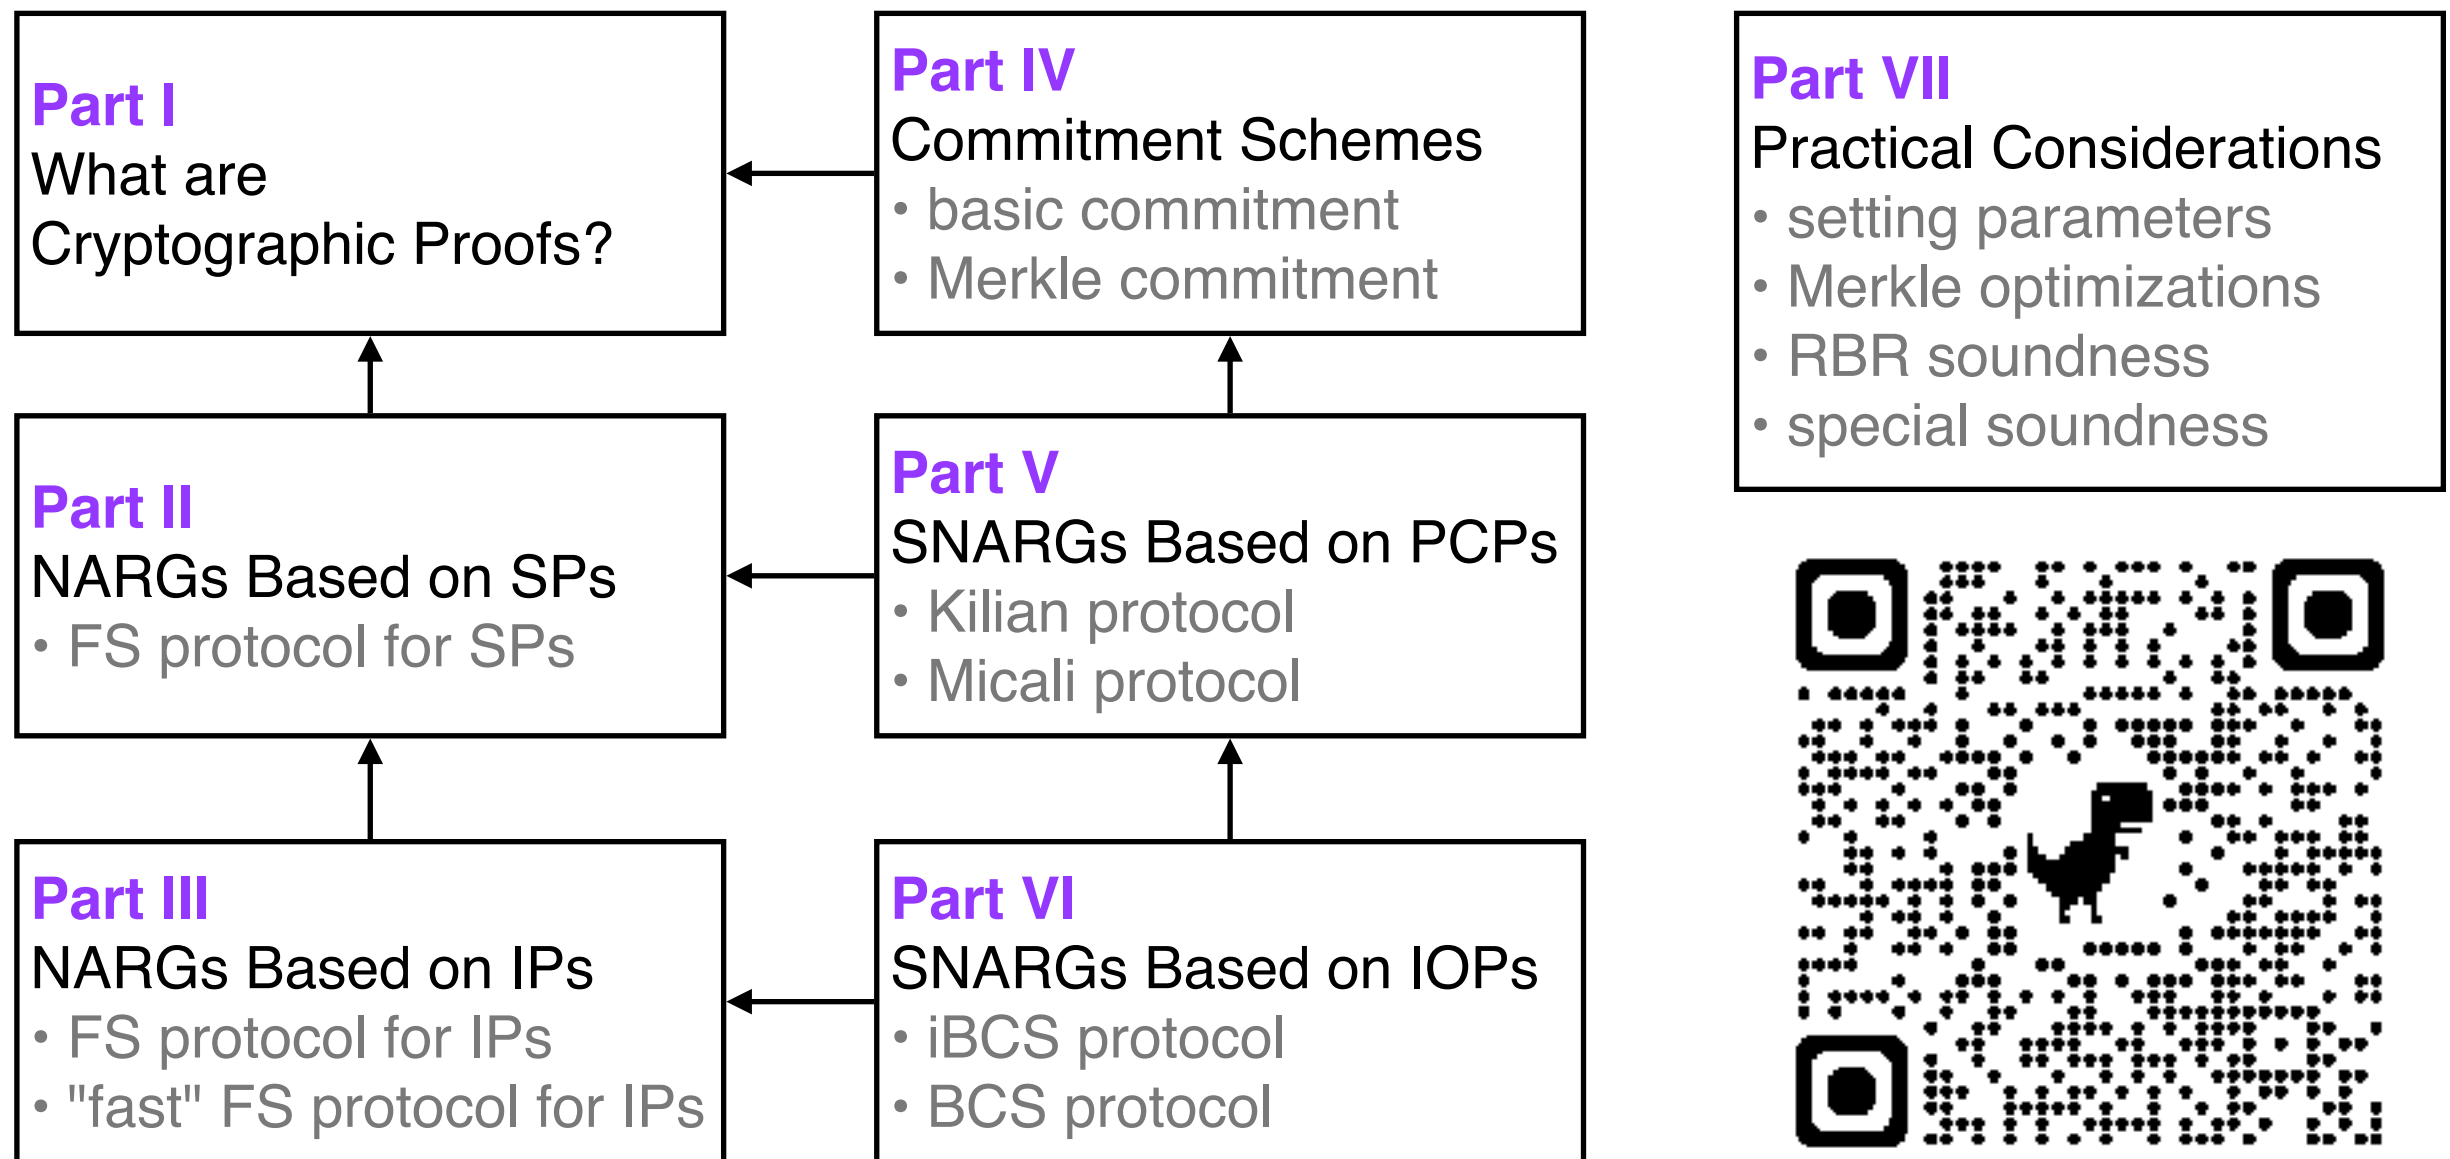 Part I
What are
Cryptographic Proofs?
Part II
NARGs Based on SPs
• FS protocol for SPs
Part III
NARGs Based on IPs
• FS protocol for IPs
• "fast" FS protocol for IPs
Part IV
Commitment Schemes
• basic commitment
• Merkle commitment
Part V
SNARGs Based on PCPs
• Kilian protocol
• Micali protocol
Part VI
SNARGs Based on IOPs
• iBCS protocol
• BCS protocol
Part VII
Practical Considerations
• setting parameters
• Merkle optimizations
• RBR soundness
• special soundness